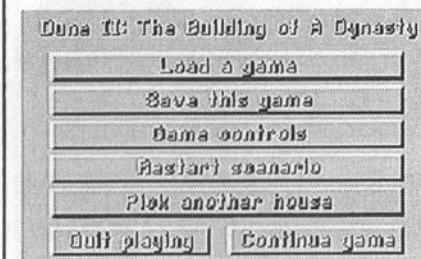 Dune II: The Building of A Dynasty
Load a game
Save this game
Game controls
Restart scenario
Pick another house
Quit playing
Continue game